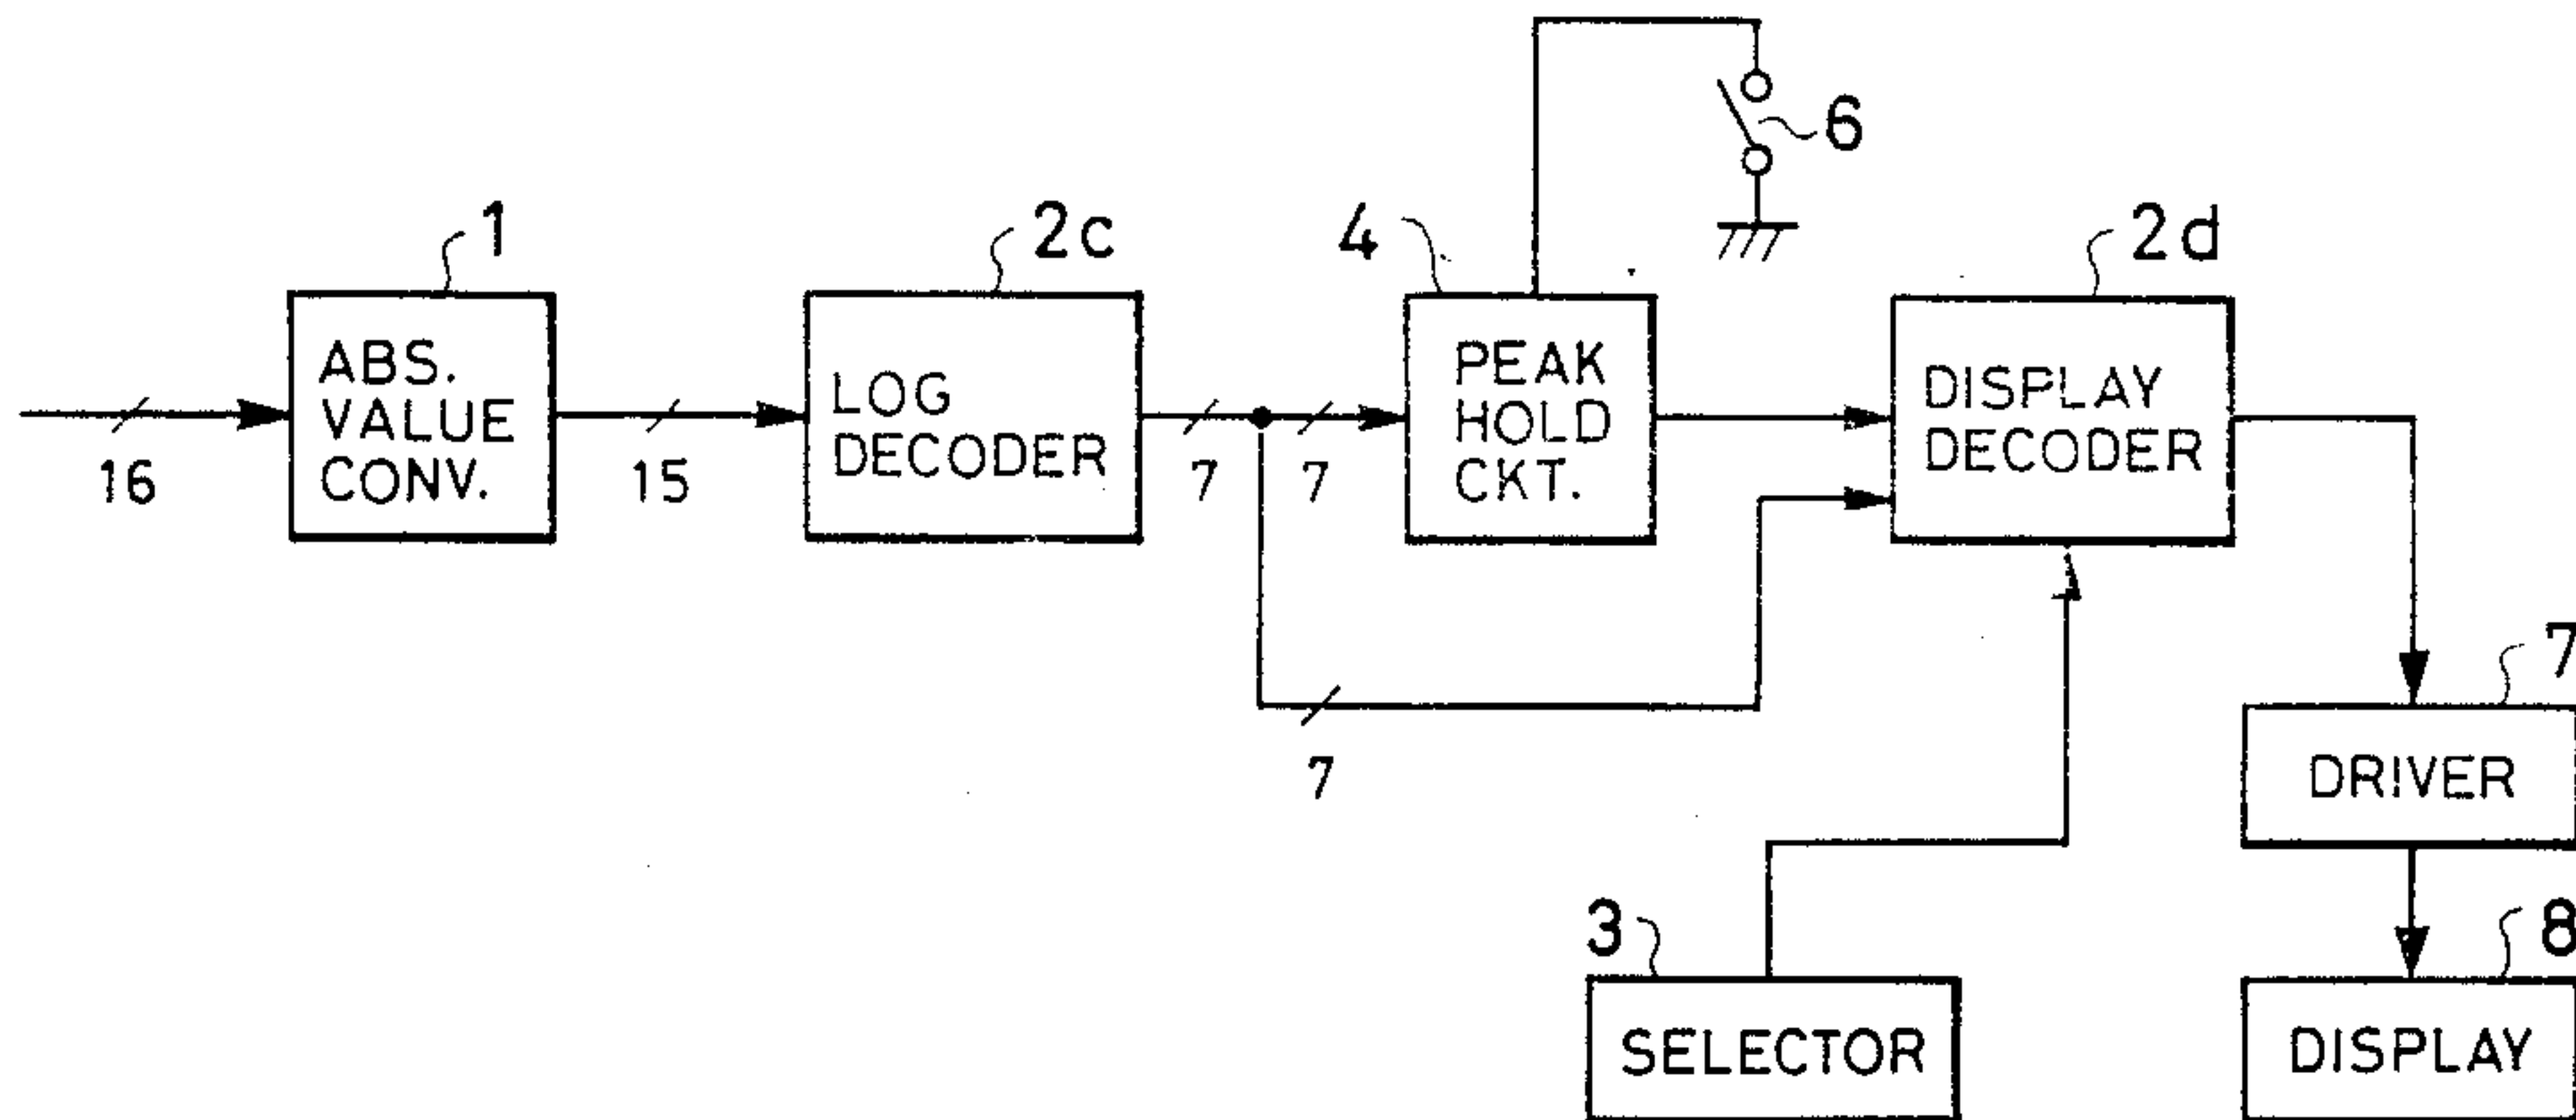 6
1
2c
4
2d
ABS.
VALUE
CONV.
LOG
DECODER
PEAK
HOLD
CKT.
DISPLAY
DECODER
16
15
7
7
7
7
DRIVER
3
8
SELECTOR
DISPLAY